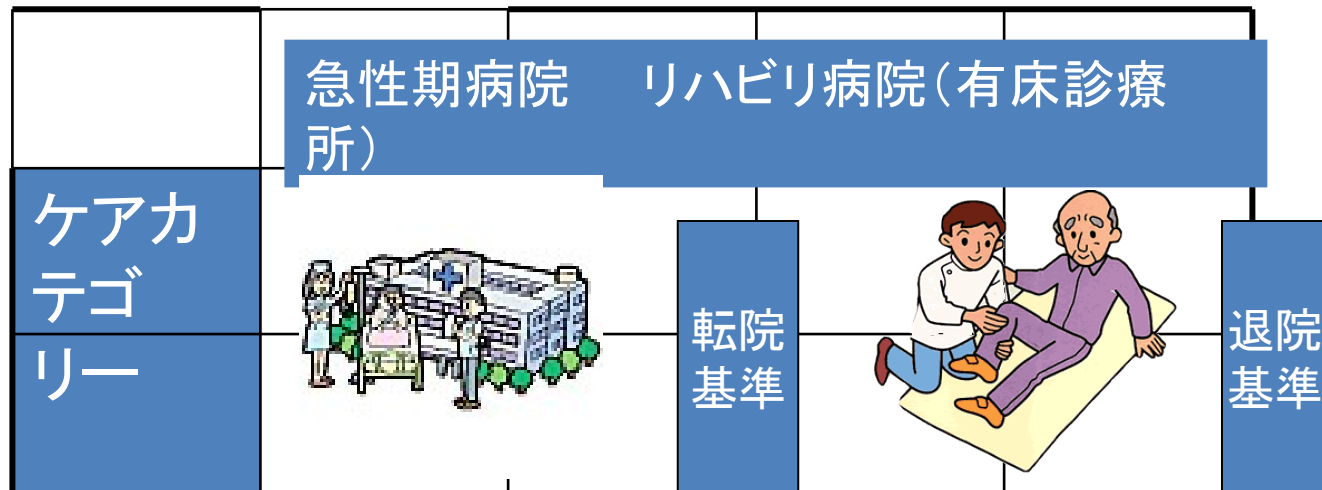 急性期病院　リハビリ病院（有床診療
所）
ケアカ
テゴ
リー
転院
基準
退院
基準